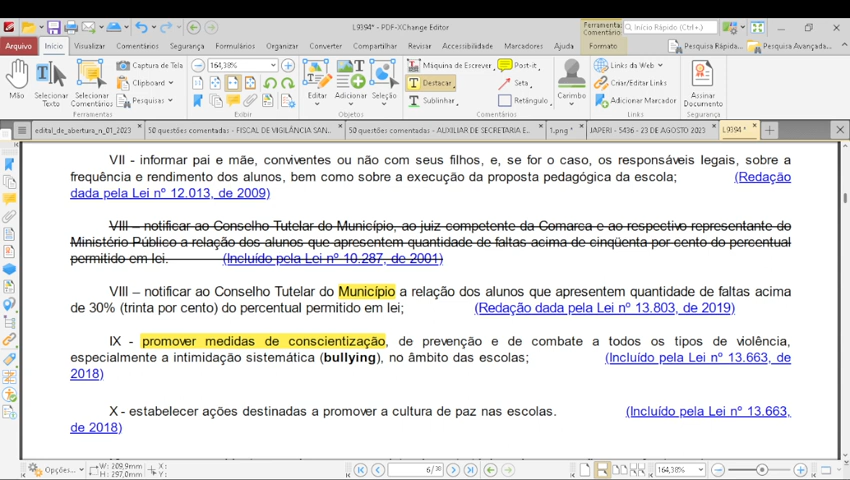 L9394* - PDF-XChange Editor
Ferramentas
Comentário
Início Rápido (Ctrl+.)
Arquivo Início Visualizar Comentários Segurança Formulários Organizar Converter Compartilhar Revisar Accessibilidade Marcadores Ajuda Formato Pesquisa Rápida... Pesquisa Avançada...
Mão
Selecionar Texto
Selecionar Comentários
Captura de Tela
Clipboard
Pesquisas
164,38%
Editar
Adicionar
Seleção
Máquina de Escrever
Destacar
Sublinhar
Post-it
Seta
Retângulo
Comentários
Carimbo
Links da Web
Criar/Editar Links
Adicionar Marcador
Links
Assinar Documento
Segurança
edital_de_abertura_n_01_2023 50 questões comentadas - FISCAL DE VIGILÂNCIA SAN... 50 questões comentadas - AUXILIAR DE SECRETARIA E... 1.png * JAPERI - 5436 - 23 DE AGOSTO 2023 L9394 *
VII - informar pai e mãe, conviventes ou não com seus filhos, e, se for o caso, os responsáveis legais, sobre a
frequência e rendimento dos alunos, bem como sobre a execução da proposta pedagógica da escola; (Redação
dada pela Lei nº 12.013, de 2009)
VIII – notificar ao Conselho Tutelar do Município, ao juiz competente da Comarca e ao respectivo representante do
Ministério Público a relação dos alunos que apresentem quantidade de faltas acima de cinqüenta por cento do percentual
permitido em lei. (Incluído pela Lei nº 10.287, de 2001)
VIII – notificar ao Conselho Tutelar do Município a relação dos alunos que apresentem quantidade de faltas acima
de 30% (trinta por cento) do percentual permitido em lei; (Redação dada pela Lei nº 13.803, de 2019)
IX - promover medidas de conscientização, de prevenção e de combate a todos os tipos de violência,
especialmente a intimidação sistemática (bullying), no âmbito das escolas; (Incluído pela Lei nº 13.663, de
2018)
X - estabelecer ações destinadas a promover a cultura de paz nas escolas. (Incluído pela Lei nº 13.663,
de 2018)
Opções... W: 209,9mm X:
H: 297,0mm Y:
6/38
164,38%